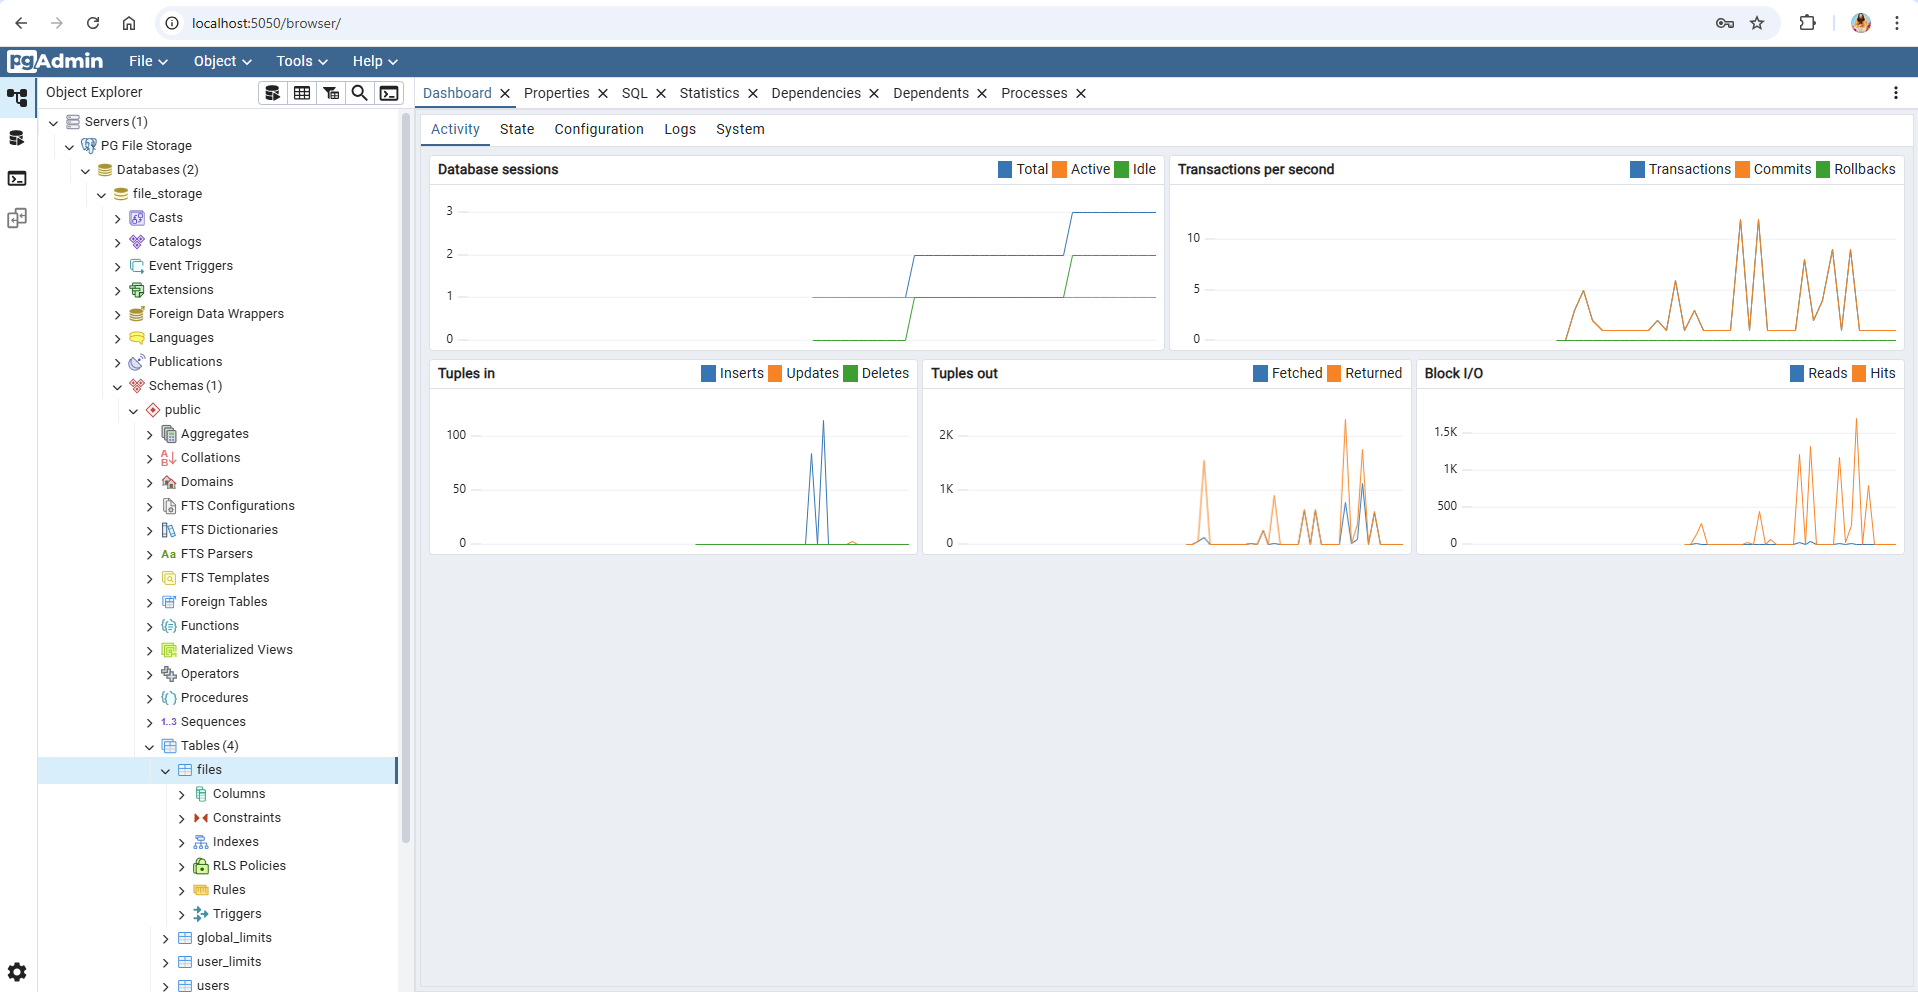 localhost:5050/browser/
pgAdmin File Object Tools Help
Object Explorer
Servers (1)
PG File Storage
Databases (2)
file_storage
Casts
Catalogs
Event Triggers
Extensions
Foreign Data Wrappers
Languages
Publications
Schemas (1)
public
Aggregates
Collations
Domains
FTS Configurations
FTS Dictionaries
Aa FTS Parsers
FTS Templates
Foreign Tables
Functions
Materialized Views
Operators
Procedures
1..3 Sequences
Tables (4)
files
Columns
Constraints
Indexes
RLS Policies
Rules
Triggers
global_limits
user_limits
users
Dashboard Properties SQL Statistics Dependencies Dependents Processes
Activity State Configuration Logs System
Database sessions Total Active Idle
3
2
1
0
Transactions per second Transactions Commits Rollbacks
10
5
0
Tuples in Inserts Updates Deletes
100
50
0
Tuples out Fetched Returned
2K
1K
0
Block I/O Reads Hits
1.5K
1K
500
0